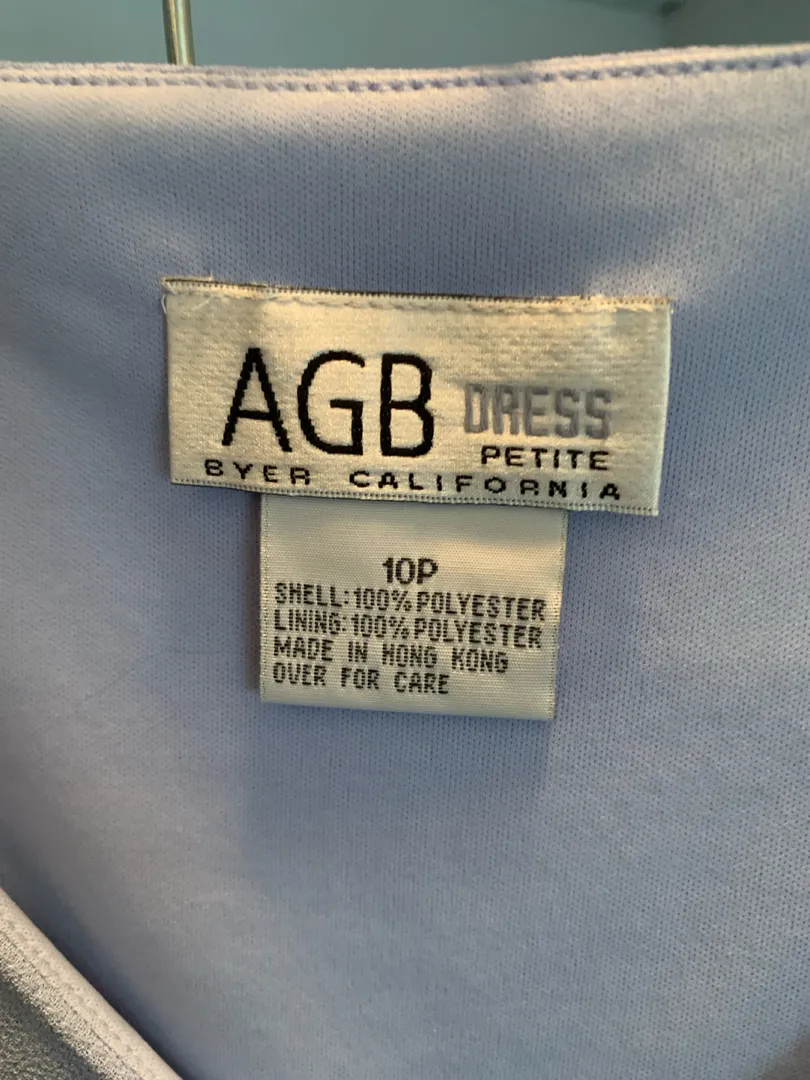 AGB DRESS
PETITE
BYER CALIFORNIA
10P
SHELL:100% POLYESTER
LINING:100% POLYESTER
MADE IN HONG KONG
OVER FOR CARE